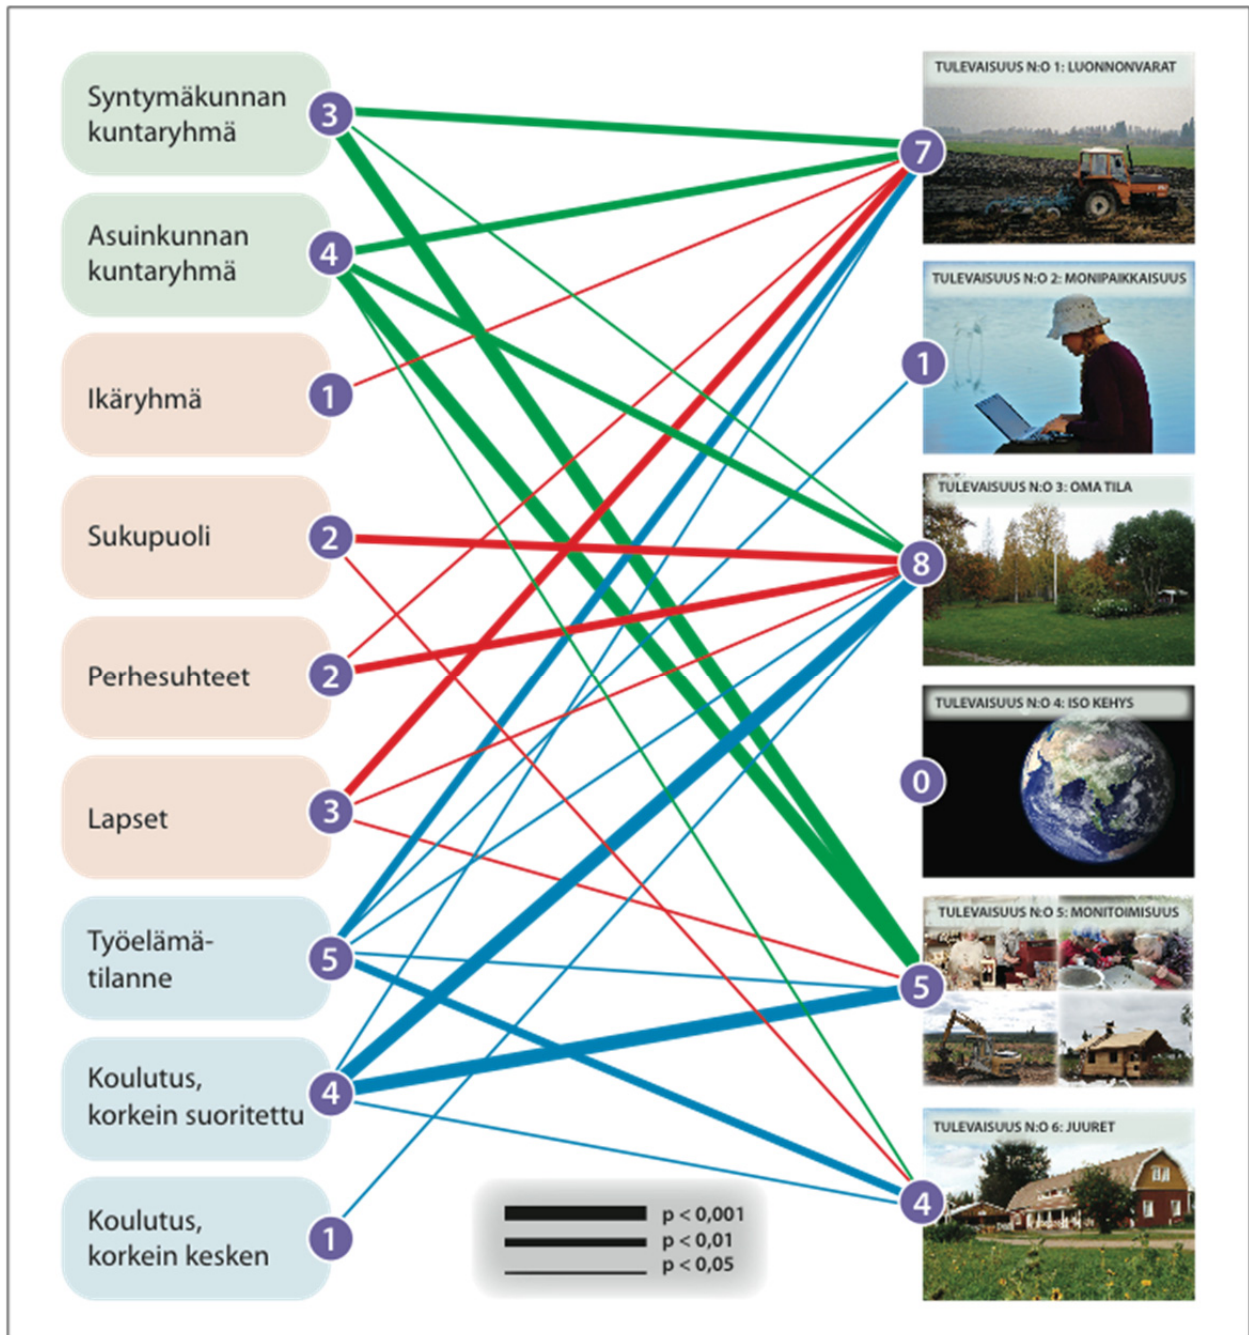 Syntymäkunnan
kuntaryhmä
3
Asuinkunnan
kuntaryhmä
4
Ikäryhmä
1
Sukupuoli
2
Perhesuhteet
2
Lapset
3
Työelämä-
tilanne
5
Koulutus,
korkein suoritettu
4
Koulutus,
korkein kesken
1
TULEVAISUUS N:O 1: LUONNONVARAT
7
TULEVAISUUS N:O 2: MONIPAIKKAISUUS
1
TULEVAISUUS N:O 3: OMA TILA
8
TULEVAISUUS N:O 4: ISO KEHYS
0
TULEVAISUUS N:O 5: MONITOIMISUUS
5
TULEVAISUUS N:O 6: JUURET
4
p < 0,001
p < 0,01
p < 0,05